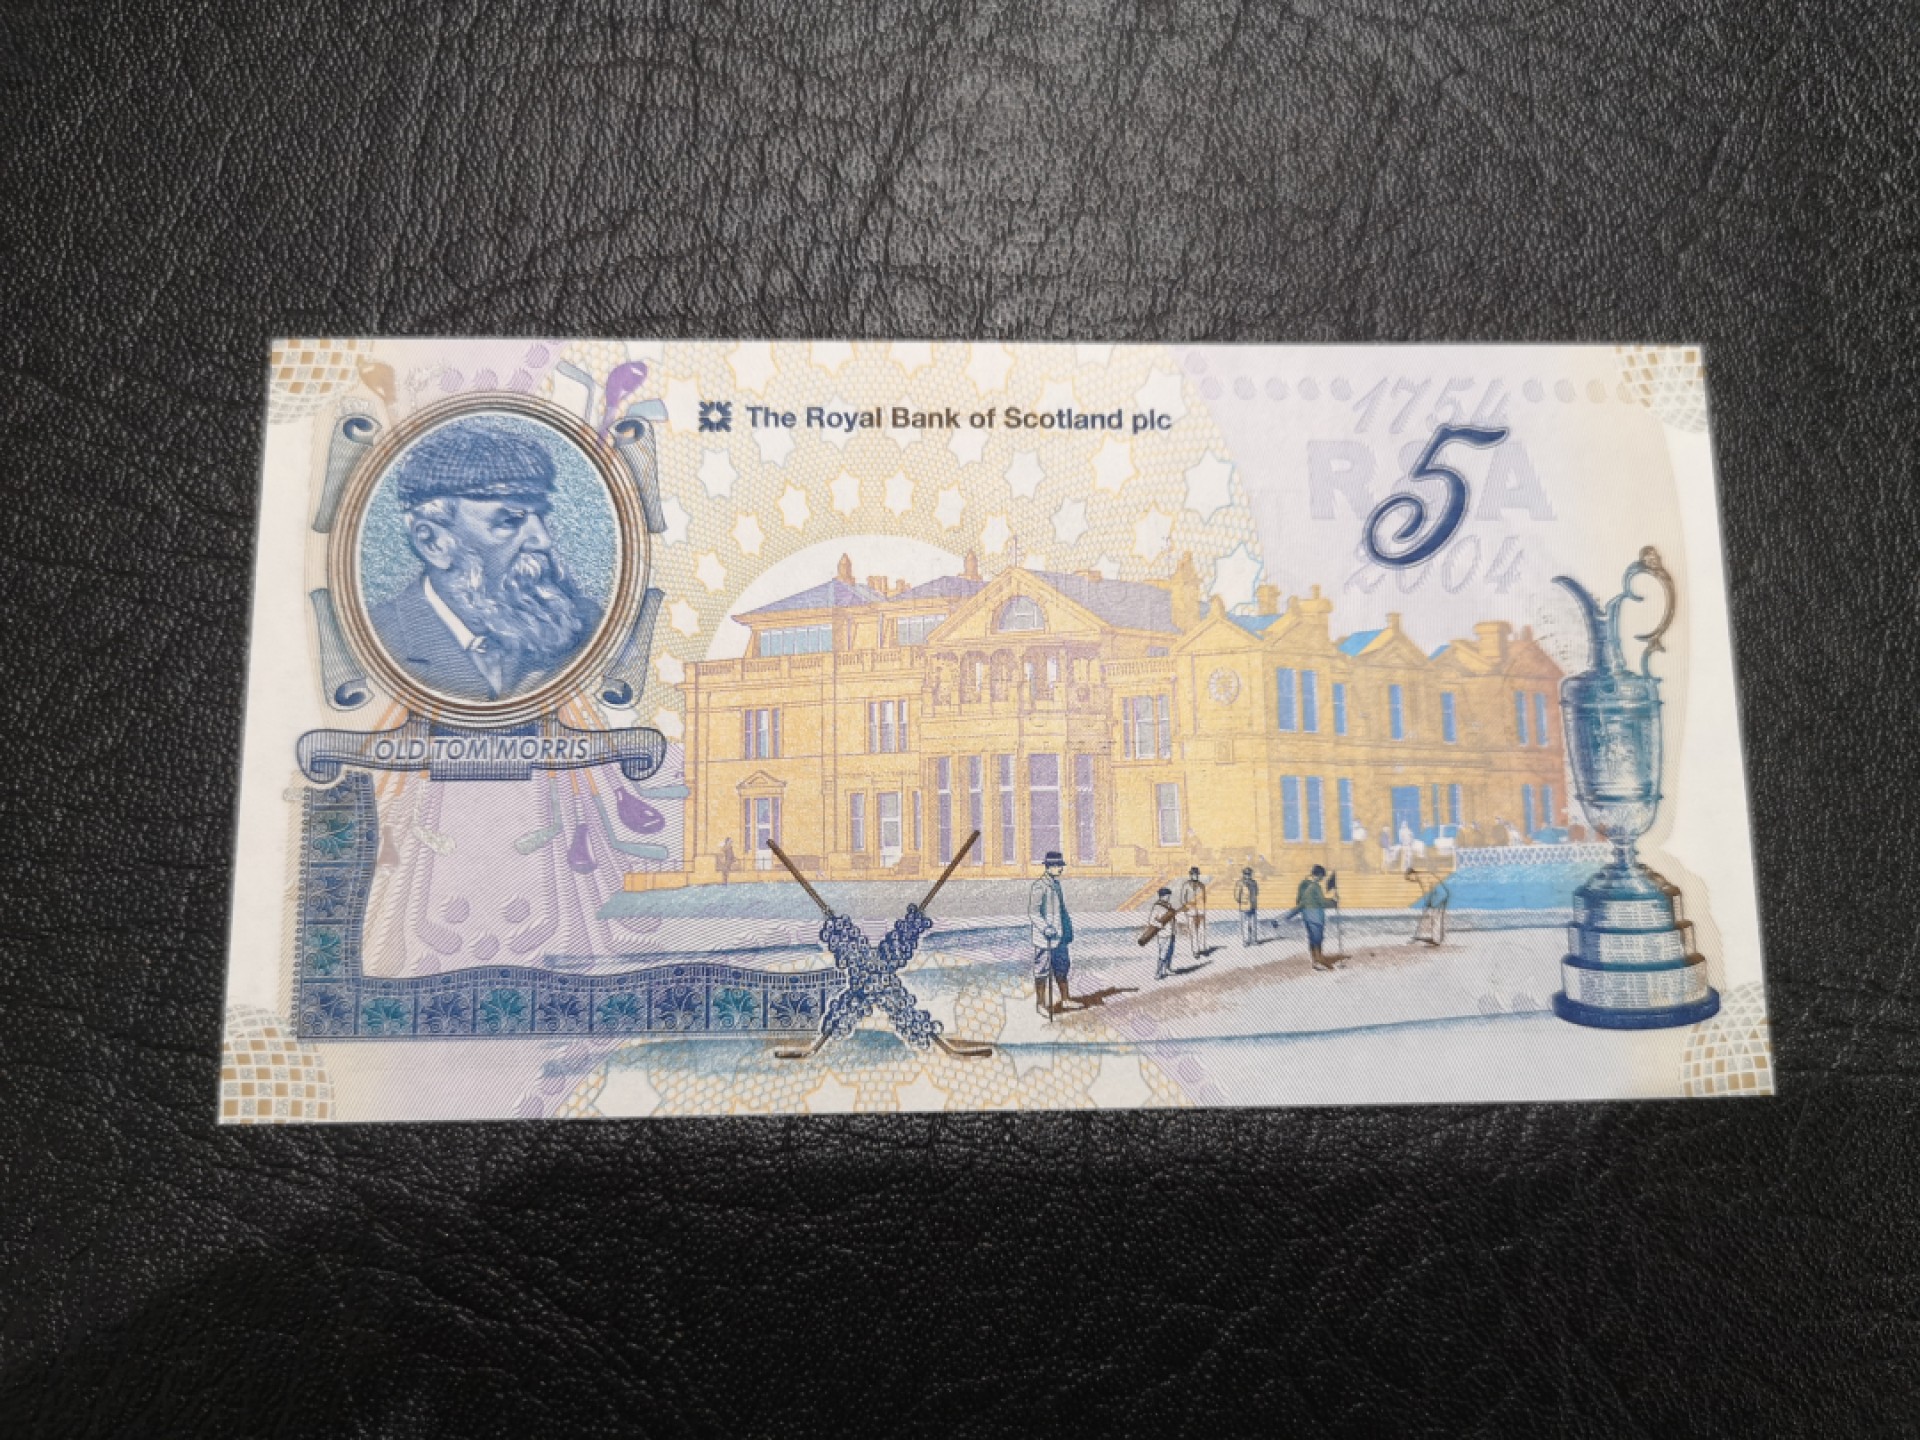 The Royal Bank of Scotland plc
1754
R&A
5
2004
OLD TOM MORRIS